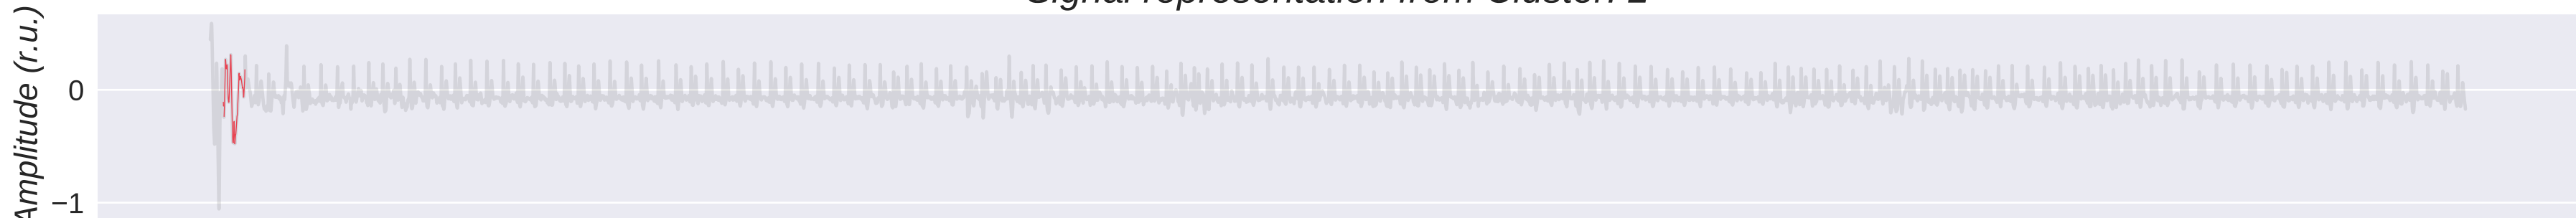 Signal representation from Cluster: 2
Amplitude (r.u.)
0
−1